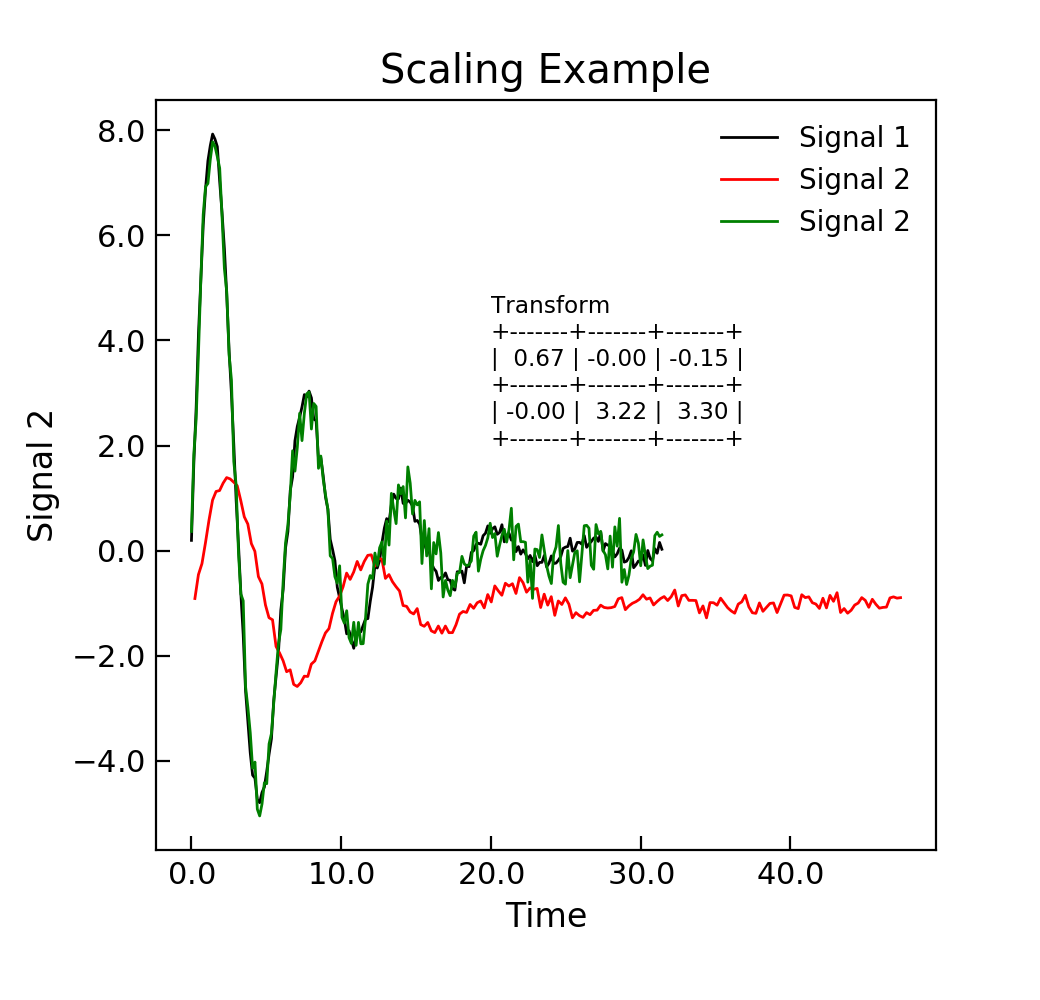 Scaling Example
8.0
6.0
4.0
2.0
0.0
−2.0
−4.0
Signal 2
Signal 1
Signal 2
Signal 2
Transform
+-------+-------+-------+
|  0.67 | -0.00 | -0.15 |
+-------+-------+-------+
| -0.00 |  3.22 |  3.30 |
+-------+-------+-------+
0.0 10.0 20.0 30.0 40.0
Time